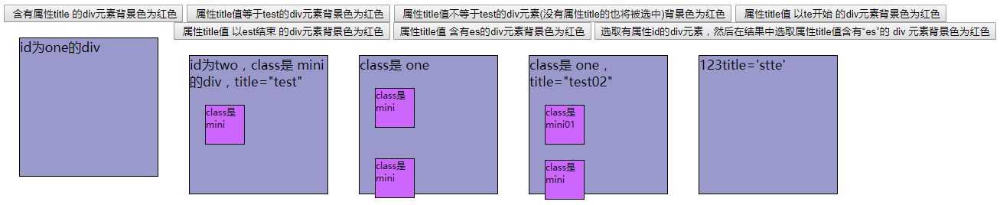 含有属性title 的div元素背景色为红色
属性title值等于test的div元素背景色为红色
属性title值不等于test的div元素(没有属性title的也将被选中)背景色为红色
属性title值 以te开始 的div元素背景色为红色
属性title值 以est结束 的div元素背景色为红色
属性title值 含有es的div元素背景色为红色
选取有属性id的div元素，然后在结果中选取属性title值含有“es”的 div 元素背景色为红色
id为one的div
id为two，class是 mini
的div，title="test"
class是
mini
class是 one
class是
mini
class是
mini
class是 one，
title="test02"
class是
mini01
class是
mini
123title='stte'